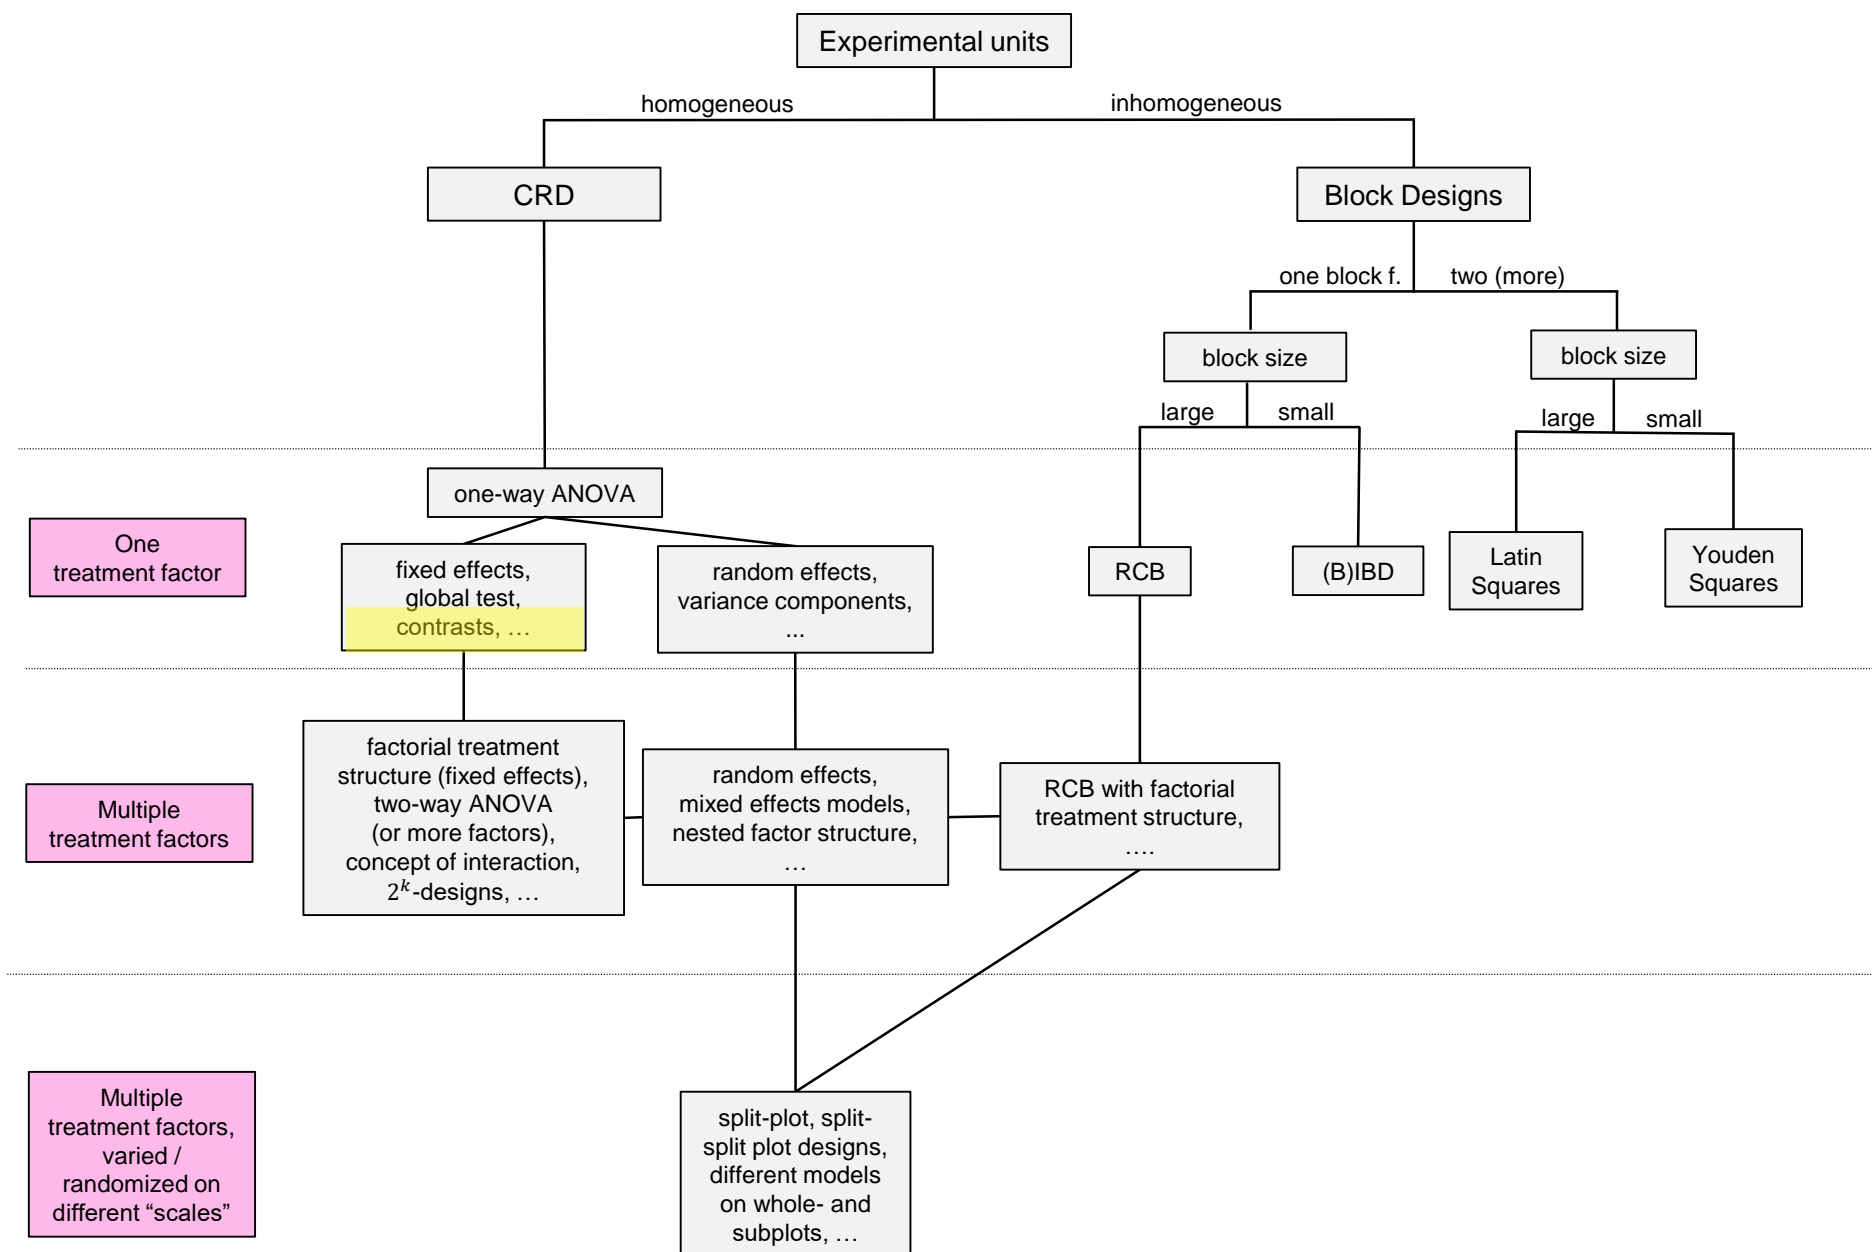 Experimental units
homogeneous
inhomogeneous
CRD
Block Designs
one block f.
two (more)
block size
block size
large
small
large
small
one-way ANOVA
One
treatment factor
fixed effects,
global test,
contrasts, …
random effects,
variance components,
...
RCB
(B)IBD
Latin
Squares
Youden
Squares
Multiple
treatment factors
factorial treatment
structure (fixed effects),
two-way ANOVA
(or more factors),
concept of interaction,
2^k-designs, …
random effects,
mixed effects models,
nested factor structure,
…
RCB with factorial
treatment structure,
….
Multiple
treatment factors,
varied /
randomized on
different “scales”
split-plot, split-
split plot designs,
different models
on whole- and
subplots, …